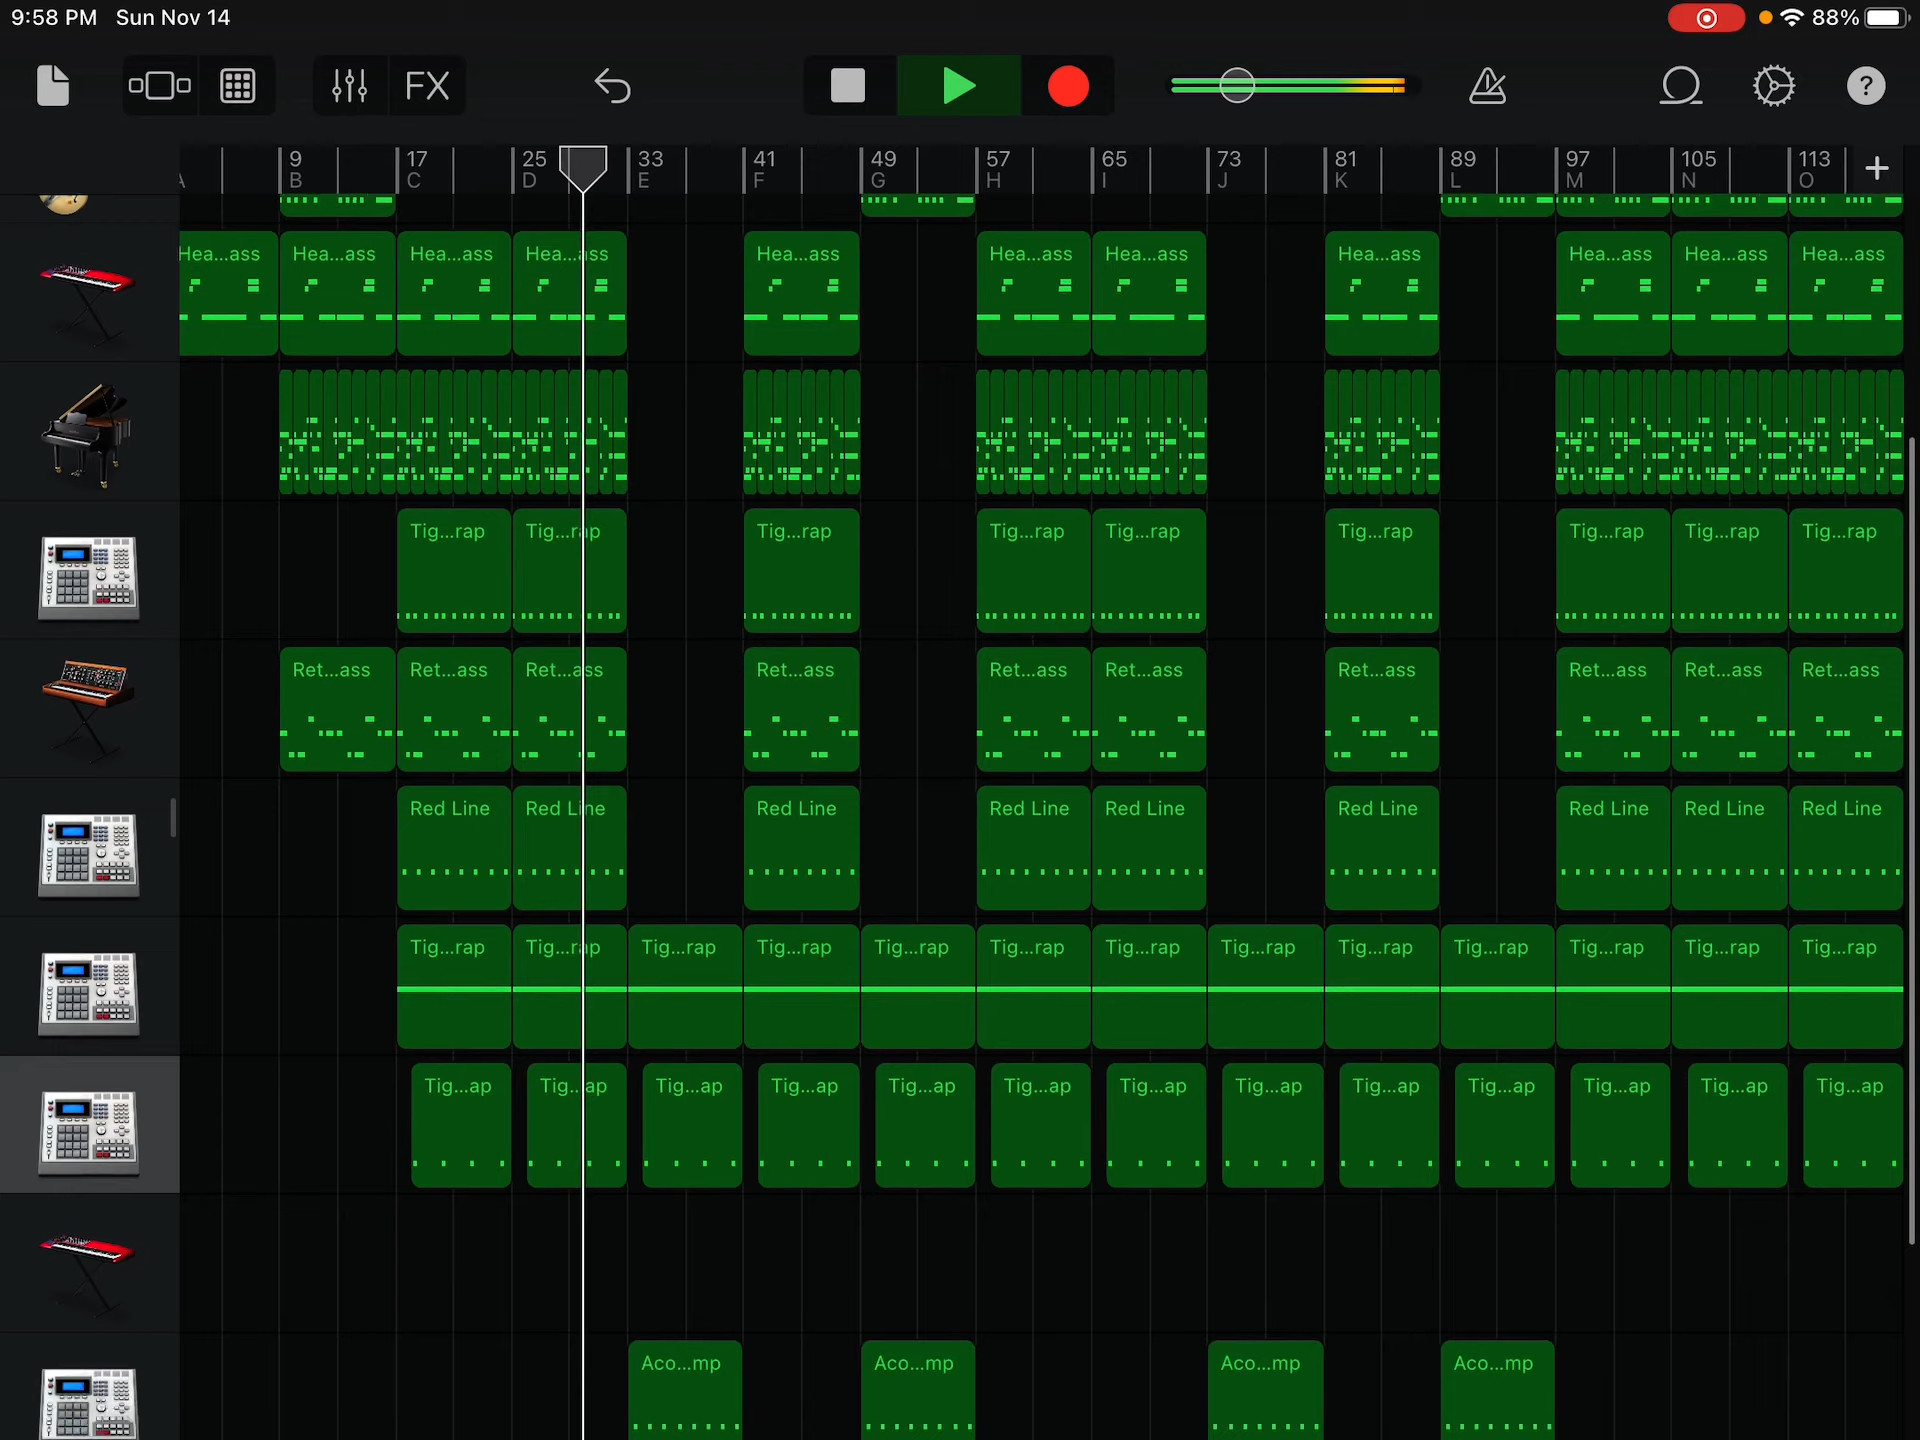 9:58 PM Sun Nov 14 88%
FX ?
A
9 17 25 33 41 49 57 65 73 81 89 97 105 113 +
B C D E F G H I J K L M N O
Hea...ass Hea...ass Hea...ass Hea...ass Hea...ass Hea...ass Hea...ass Hea...ass Hea...ass Hea...ass Hea...ass
Tig...rap Tig...rap Tig...rap Tig...rap Tig...rap Tig...rap Tig...rap Tig...rap Tig...rap
Ret...ass Ret...ass Ret...ass Ret...ass Ret...ass Ret...ass Ret...ass Ret...ass Ret...ass Ret...ass
Red Line Red Line Red Line Red Line Red Line Red Line Red Line Red Line Red Line
Tig...rap Tig...rap Tig...rap Tig...rap Tig...rap Tig...rap Tig...rap Tig...rap Tig...rap Tig...rap Tig...rap Tig...rap Tig...rap
Tig...ap Tig...ap Tig...ap Tig...ap Tig...ap Tig...ap Tig...ap Tig...ap Tig...ap Tig...ap Tig...ap Tig...ap Tig...ap
Aco...mp Aco...mp Aco...mp Aco...mp